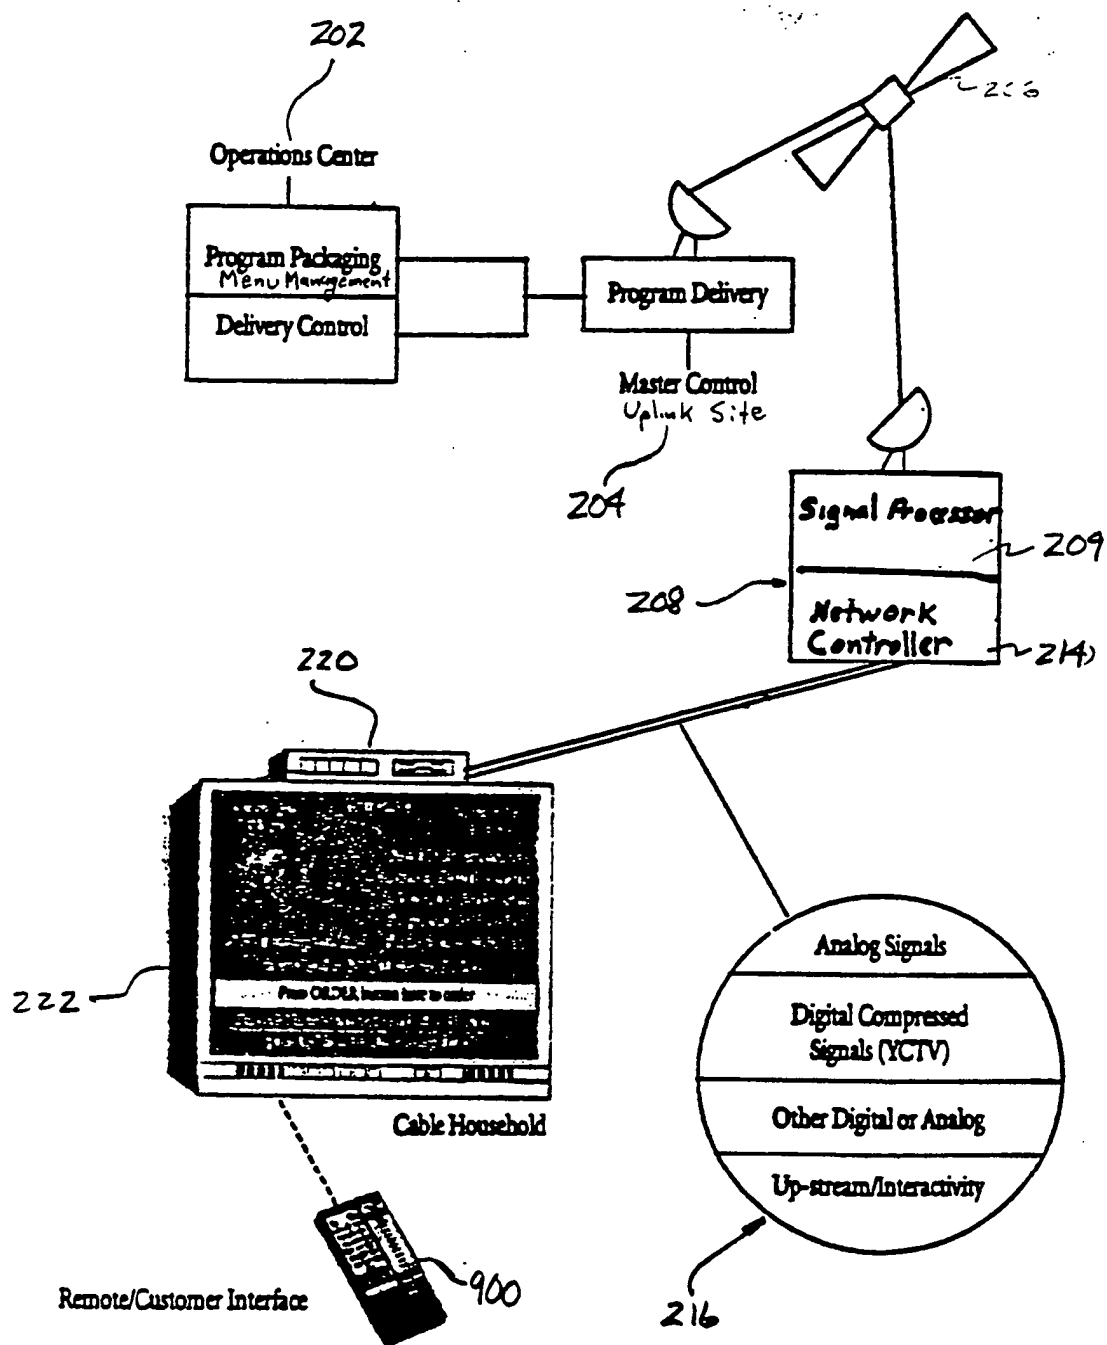 202
Operations Center
Program Packaging
Menu Management
Delivery Control
Program Delivery
Master Control
Uplink Site
204
Signal Processor
209
208
Network
Controller
214
220
222
Press ORDER button here to order
Cable Household
Analog Signals
Digital Compressed
Signals (YCTV)
Other Digital or Analog
Up-stream/Interactivity
216
900
Remote/Customer Interface